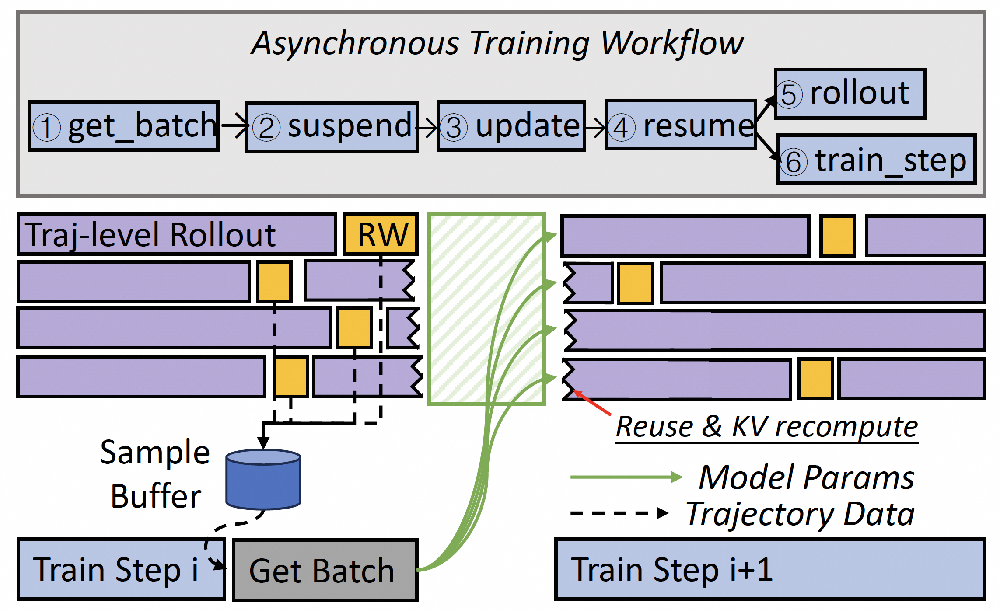 Asynchronous Training Workflow
① get_batch
② suspend
③ update
④ resume
⑤ rollout
⑥ train_step
Traj-level Rollout
RW
Reuse & KV recompute
Sample
Buffer
Model Params
Trajectory Data
Train Step i
Get Batch
Train Step i+1